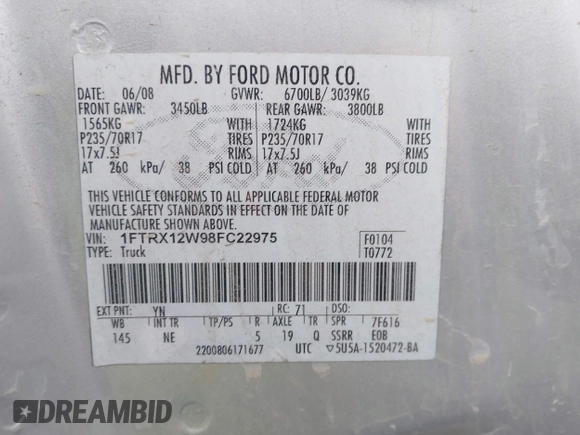 MFD. BY FORD MOTOR CO.
DATE: 06/08 GVWR: 6700LB/ 3039KG
FRONT GAWR: 3450LB REAR GAWR: 3800LB
1565KG WITH 1724KG WITH
P235/70R17 TIRES P235/70R17 TIRES
17x7.5J RIMS 17x7.5J RIMS
AT 260 kPa/ 38 PSI COLD AT 260 kPa/ 38 PSI COLD
THIS VEHICLE CONFORMS TO ALL APPLICABLE FEDERAL MOTOR
VEHICLE SAFETY STANDARDS IN EFFECT ON THE DATE OF
MANUFACTURE SHOWN ABOVE.
VIN: 1FTRX12W98FC22975 F0104
TYPE: Truck T0772
EXT PNT: YN RC: 71 DSO:
WB INT TR TP/PS R AXLE TR SPR 7F616
145 NE 5 19 Q SSRR EOB
2200806171677 UTC ▽5U5A-1520472-BA
DREAMBID